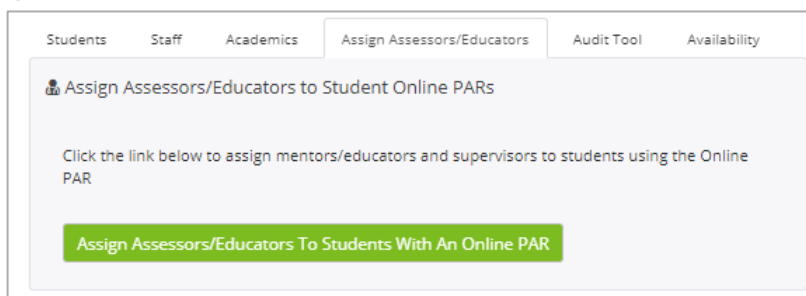 Students Staff Academics Assign Assessors/Educators Audit Tool Availability
Assign Assessors/Educators to Student Online PARs
Click the link below to assign mentors/educators and supervisors to students using the Online
PAR
Assign Assessors/Educators To Students With An Online PAR